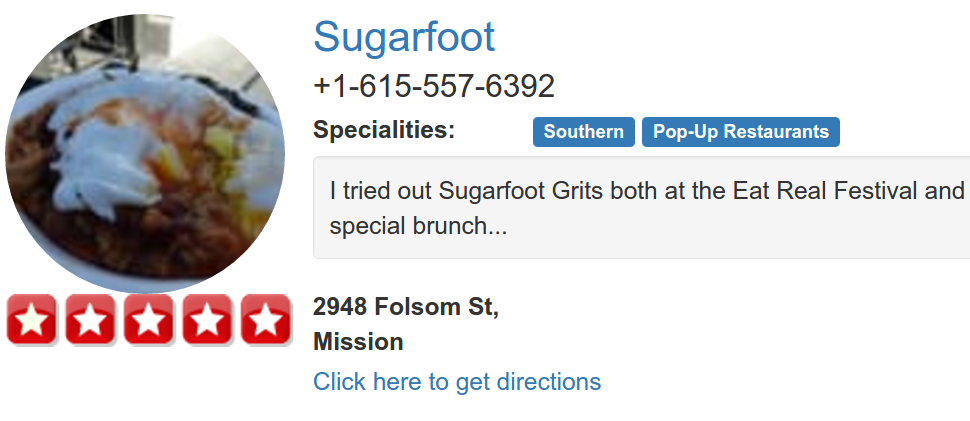 Sugarfoot
+1-615-557-6392
Specialities: Southern Pop-Up Restaurants
I tried out Sugarfoot Grits both at the Eat Real Festival and
special brunch...
2948 Folsom St,
Mission
Click here to get directions